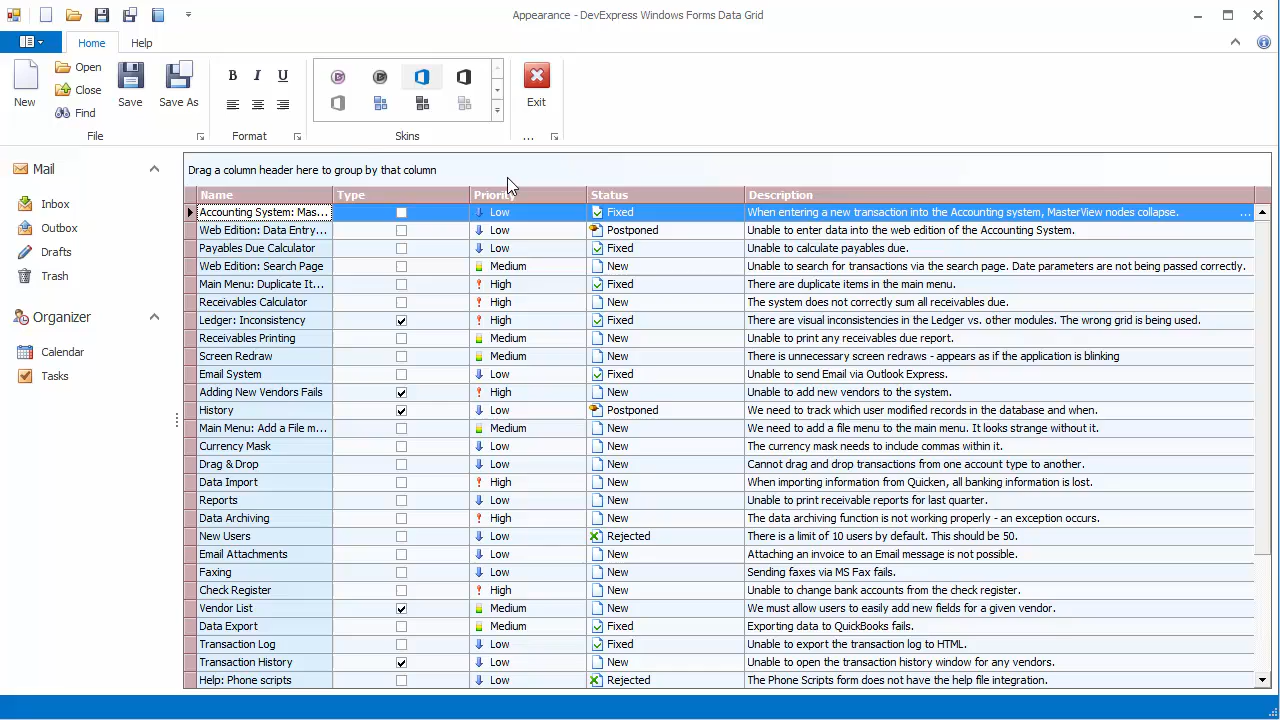 Appearance - DevExpress Windows Forms Data Grid
Home Help
New Open Close Find Save Save As
B I U
Exit
File Format Skins ...
Mail
Inbox
Outbox
Drafts
Trash
Organizer
Calendar
Tasks
Drag a column header here to group by that column
Name Type Priority Status Description
Accounting System: Mas... Low Fixed When entering a new transaction into the Accounting system, MasterView nodes collapse. ...
Web Edition: Data Entry... Low Postponed Unable to enter data into the web edition of the Accounting System.
Payables Due Calculator Low Fixed Unable to calculate payables due.
Web Edition: Search Page Medium New Unable to search for transactions via the search page. Date parameters are not being passed correctly.
Main Menu: Duplicate It... High Fixed There are duplicate items in the main menu.
Receivables Calculator High New The system does not correctly sum all receivables due.
Ledger: Inconsistency High Fixed There are visual inconsistencies in the Ledger vs. other modules. The wrong grid is being used.
Receivables Printing Medium New Unable to print any receivables due report.
Screen Redraw Medium New There is unnecessary screen redraws - appears as if the application is blinking
Email System Low Fixed Unable to send Email via Outlook Express.
Adding New Vendors Fails High New Unable to add new vendors to the system.
History Low Postponed We need to track which user modified records in the database and when.
Main Menu: Add a File m... Medium New We need to add a file menu to the main menu. It looks strange without it.
Currency Mask Low New The currency mask needs to include commas within it.
Drag & Drop Low New Cannot drag and drop transactions from one account type to another.
Data Import High New When importing information from Quicken, all banking information is lost.
Reports Low New Unable to print receivable reports for last quarter.
Data Archiving High New The data archiving function is not working properly - an exception occurs.
New Users Low Rejected There is a limit of 10 users by default. This should be 50.
Email Attachments Low New Attaching an invoice to an Email message is not possible.
Faxing Low New Sending faxes via MS Fax fails.
Check Register High New Unable to change bank accounts from the check register.
Vendor List Medium New We must allow users to easily add new fields for a given vendor.
Data Export Medium Fixed Exporting data to QuickBooks fails.
Transaction Log Low Fixed Unable to export the transaction log to HTML.
Transaction History Low New Unable to open the transaction history window for any vendors.
Help: Phone scripts Low Rejected The Phone Scripts form does not have the help file integration.